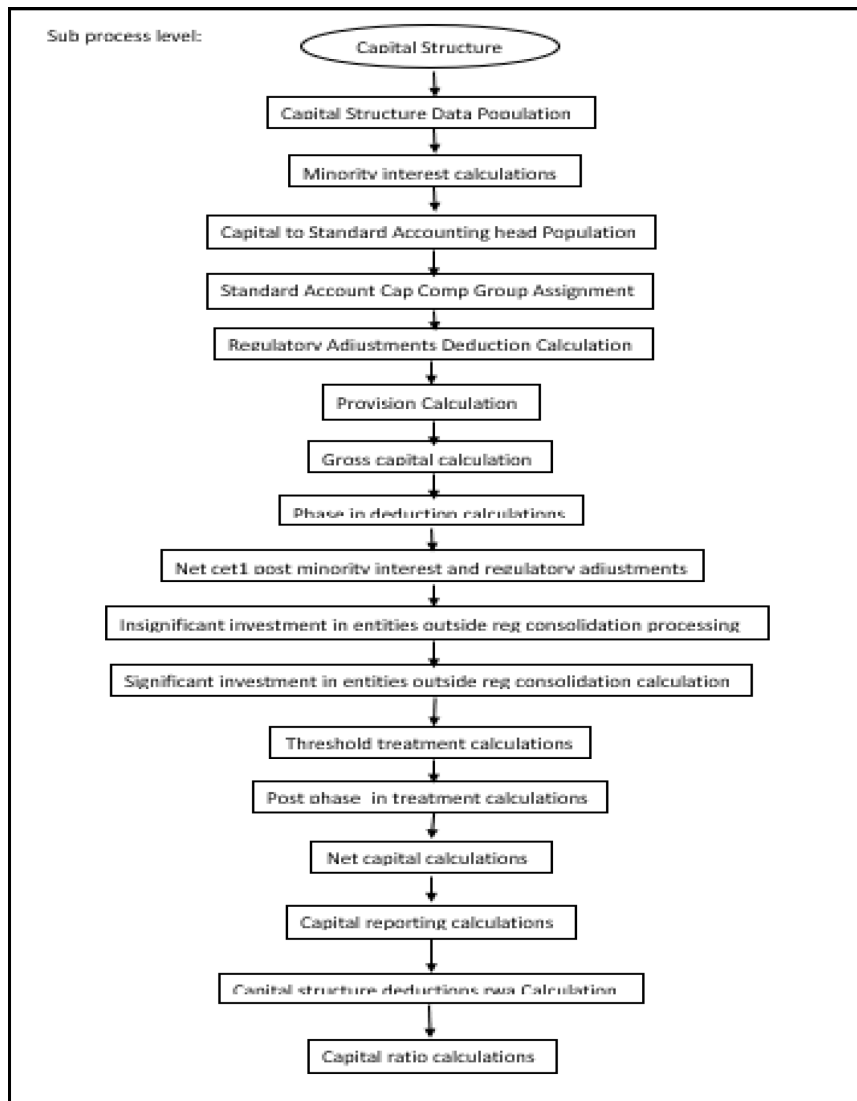 Sub process level:
Capital Structure
Capital Structure Data Population
Minority interest calculations
Capital to Standard Accounting head Population
Standard Account Cap Comp Group Assignment
Regulatory Adjustments Deduction Calculation
Provision Calculation
Gross capital calculation
Phase in deduction calculations
Net cet1 post minority interest and regulatory adjustments
Insignificant investment in entities outside reg consolidation processing
Significant investment in entities outside reg consolidation calculation
Threshold treatment calculations
Post phase in treatment calculations
Net capital calculations
Capital reporting calculations
Capital structure deductions rwa Calculation
Capital ratio calculations